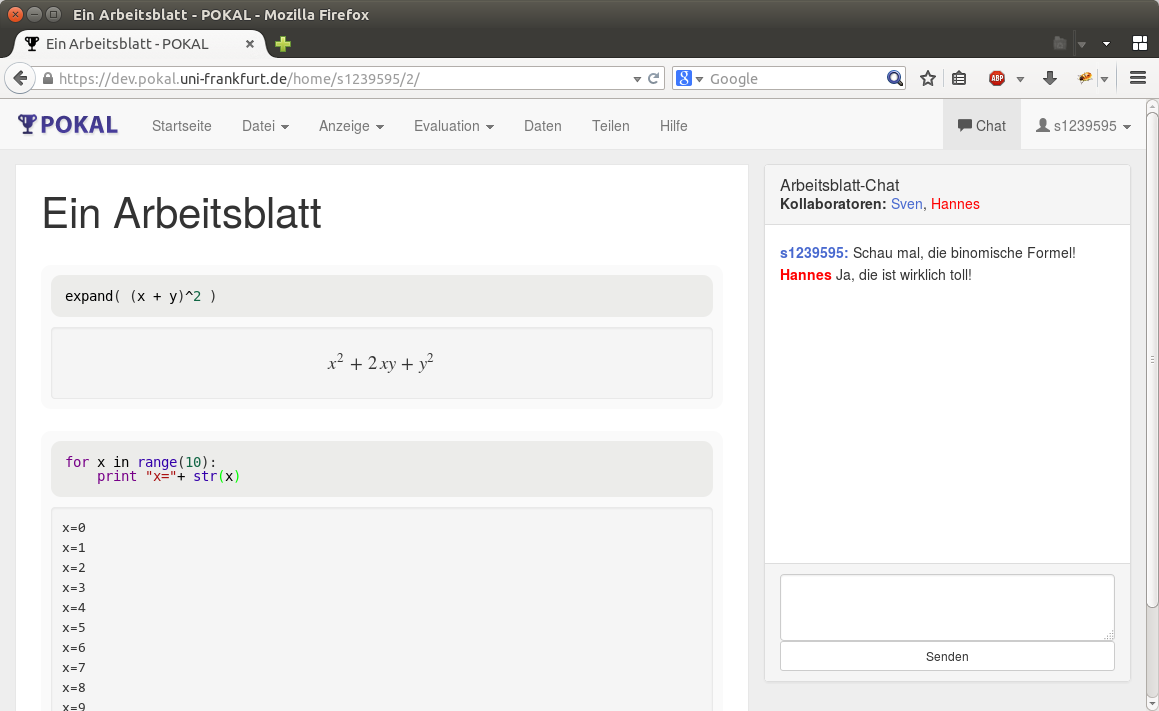 Ein Arbeitsblatt - POKAL - Mozilla Firefox
Ein Arbeitsblatt - POKAL
https://dev.pokal.uni-frankfurt.de/home/s1239595/2/
8 Google
ABP
POKAL Startseite Datei Anzeige Evaluation Daten Teilen Hilfe Chat s1239595
Ein Arbeitsblatt
expand( (x + y)^2 )
x² + 2xy + y²
for x in range(10):
    print "x="+ str(x)
x=0
x=1
x=2
x=3
x=4
x=5
x=6
x=7
x=8
x=9
Arbeitsblatt-Chat
Kollaboratoren: Sven, Hannes
s1239595: Schau mal, die binomische Formel!
Hannes Ja, die ist wirklich toll!
Senden